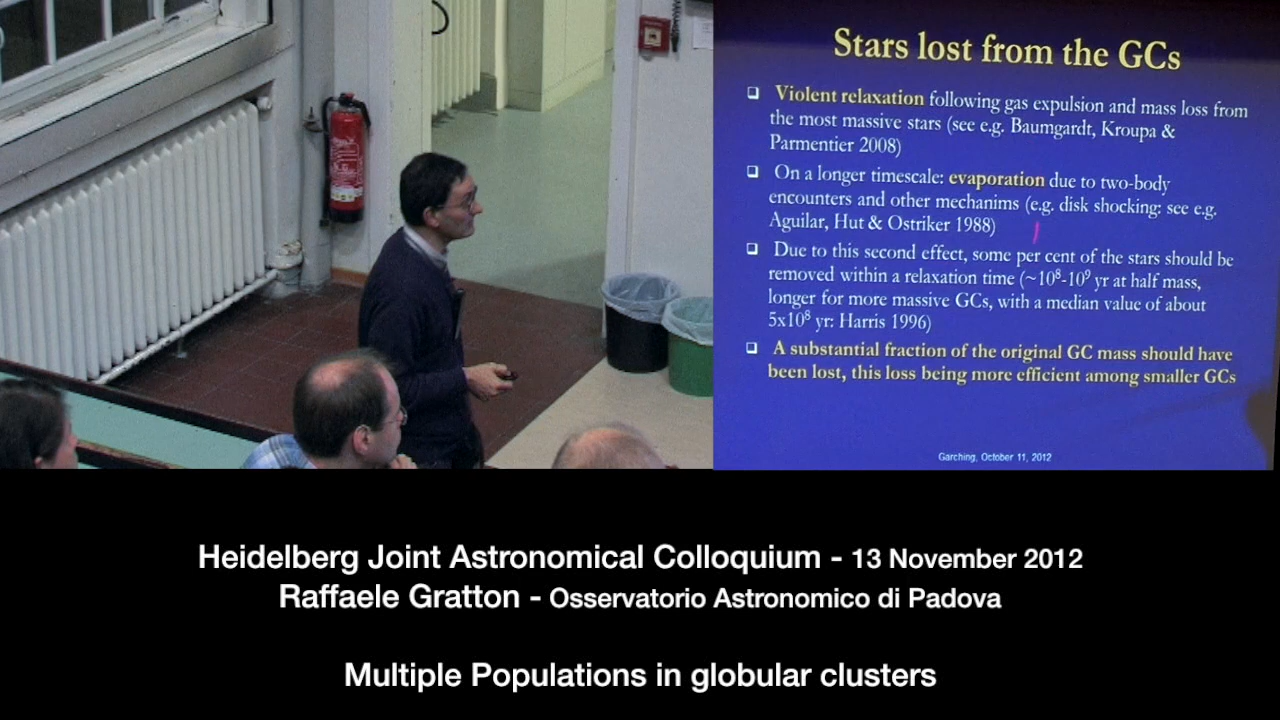 Stars lost from the GCs
❑ Violent relaxation following gas expulsion and mass loss from
the most massive stars (see e.g. Baumgardt, Kroupa &
Parmentier 2008)
❑ On a longer timescale: evaporation due to two-body
encounters and other mechanims (e.g. disk shocking: see e.g.
Aguilar, Hut & Ostriker 1988)
❑ Due to this second effect, some per cent of the stars should be
removed within a relaxation time (~10⁸-10⁹ yr at half mass,
longer for more massive GCs, with a median value of about
5x10⁸ yr: Harris 1996)
❑ A substantial fraction of the original GC mass should have
been lost, this loss being more efficient among smaller GCs
Garching, October 11, 2012
Heidelberg Joint Astronomical Colloquium - 13 November 2012
Raffaele Gratton - Osservatorio Astronomico di Padova
Multiple Populations in globular clusters